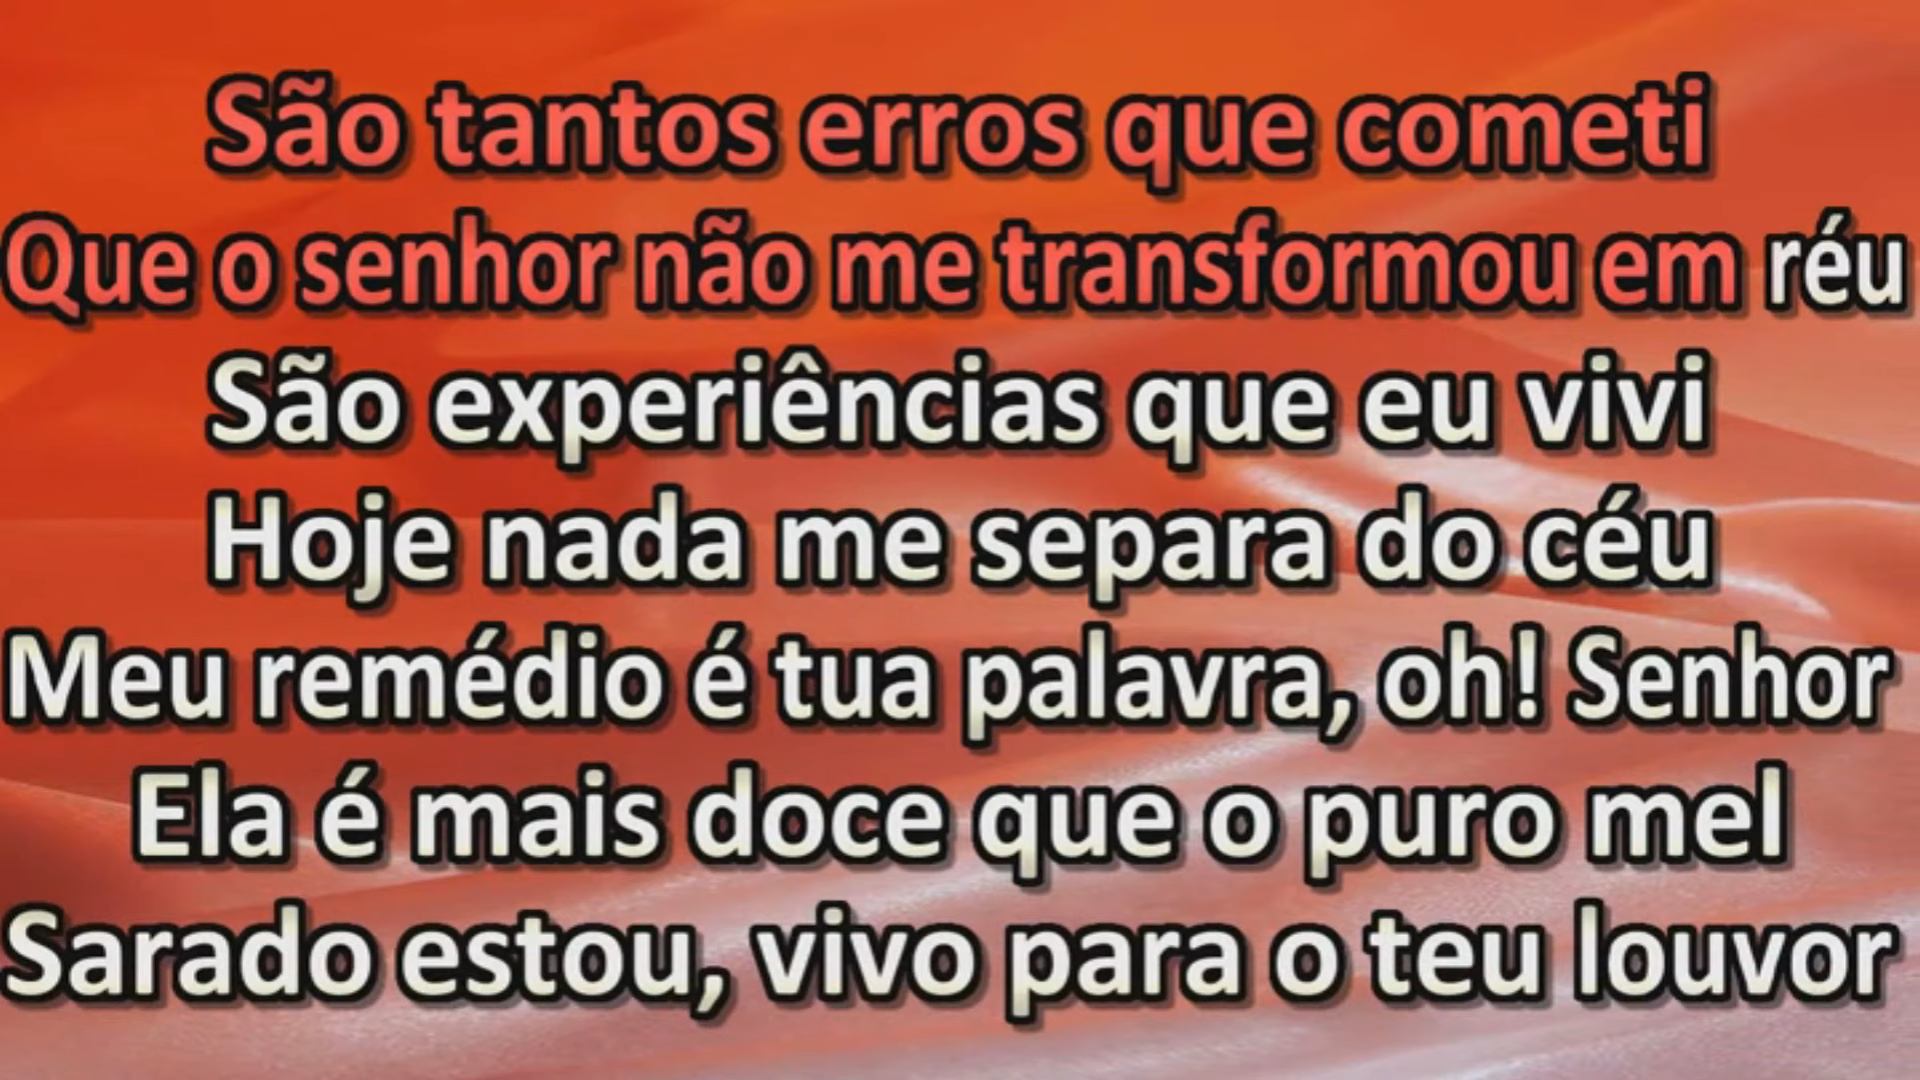 São tantos erros que cometi
Que o senhor não me transformou em réu
São experiências que eu vivi
Hoje nada me separa do céu
Meu remédio é tua palavra, oh! Senhor
Ela é mais doce que o puro mel
Sarado estou, vivo para o teu louvor